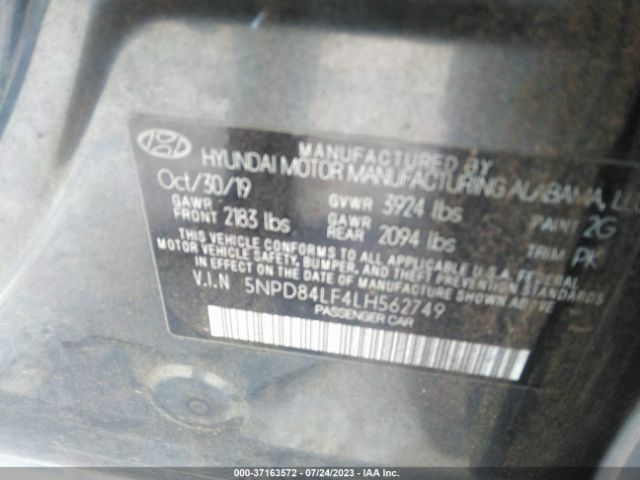 MANUFACTURED BY
HYUNDAI MOTOR MANUFACTURING ALABAMA, LLC
Oct/30/19 GVWR 3924 lbs PAINT 2G
GAWR FRONT 2183 lbs GAWR REAR 2094 lbs TRIM PK
THIS VEHICLE CONFORMS TO ALL APPLICABLE U.S. FEDERAL
MOTOR VEHICLE SAFETY, BUMPER, AND THEFT PREVENTION STANDARDS
IN EFFECT ON THE DATE OF MANUFACTURE SHOWN ABOVE
V.I.N 5NPD84LF4LH562749
PASSENGER CAR
000-37163572 / 07/24/2023 - IAA Inc.